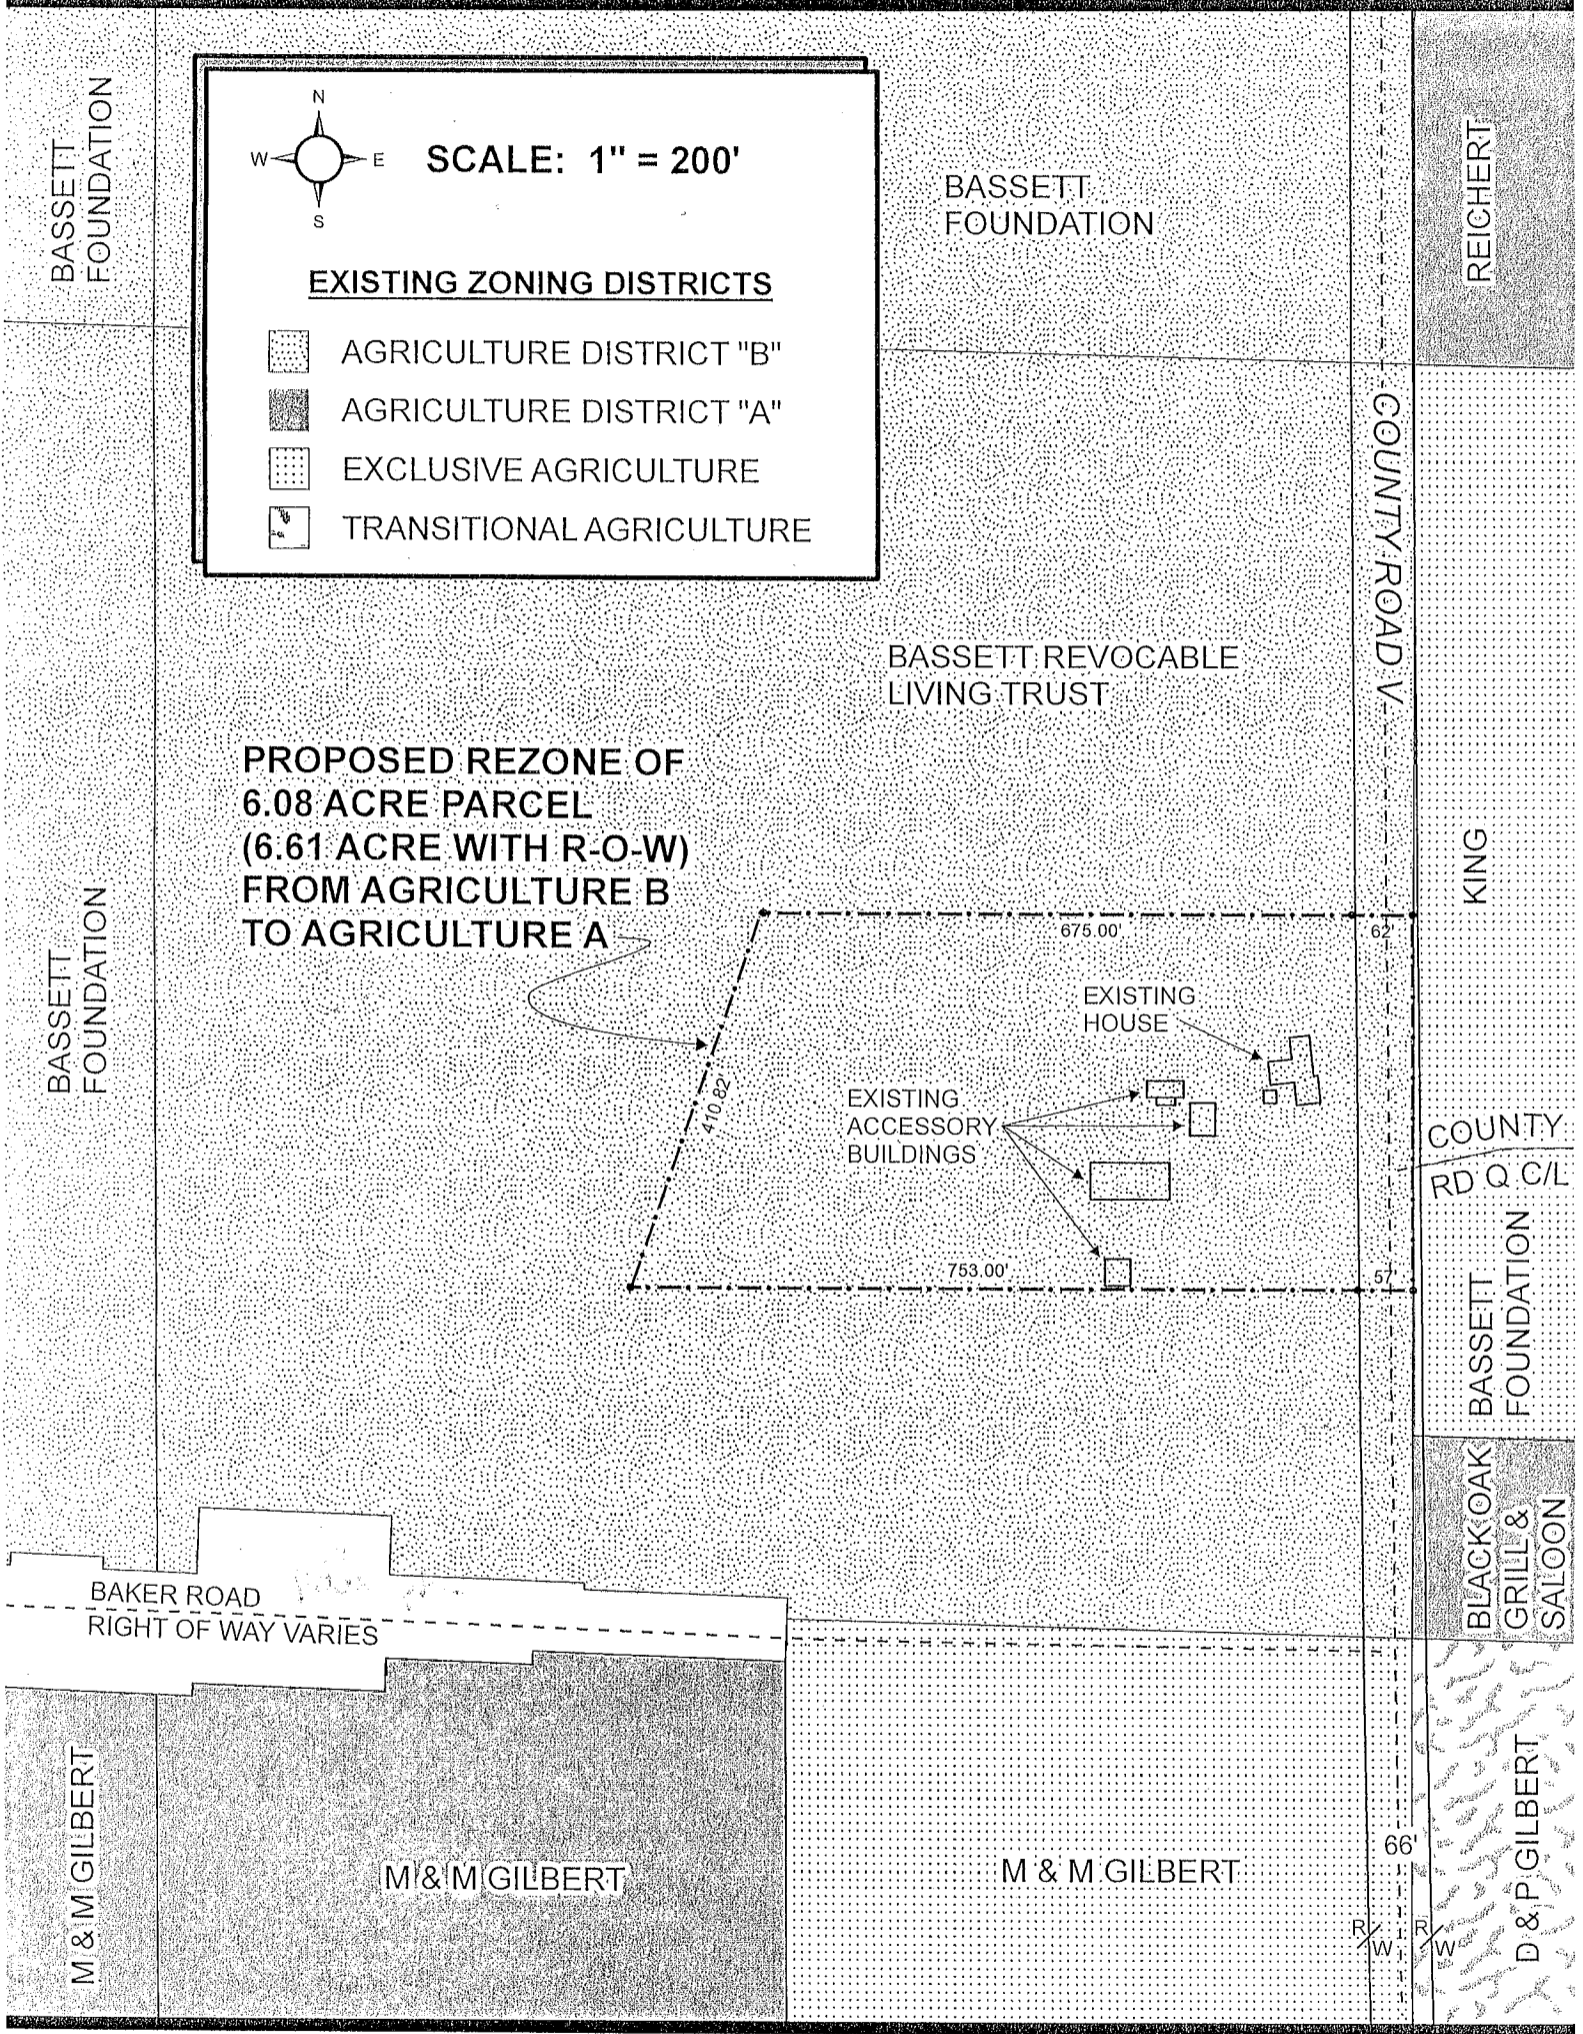 BASSETT
FOUNDATION
N
W
E
S
SCALE: 1" = 200'
EXISTING ZONING DISTRICTS
AGRICULTURE DISTRICT "B"
AGRICULTURE DISTRICT "A"
EXCLUSIVE AGRICULTURE
TRANSITIONAL AGRICULTURE
BASSETT
FOUNDATION
REICHERT
COUNTY ROAD V
BASSETT REVOCABLE
LIVING TRUST
PROPOSED REZONE OF
6.08 ACRE PARCEL
(6.61 ACRE WITH R-O-W)
FROM AGRICULTURE B
TO AGRICULTURE A
KING
BASSETT
FOUNDATION
675.00'
62'
410.82'
EXISTING
HOUSE
EXISTING
ACCESSORY
BUILDINGS
COUNTY
RD Q C/L
753.00'
57'
BASSETT
FOUNDATION
BLACK OAK
GRILL &
SALOON
BAKER ROAD
RIGHT OF WAY VARIES
M & M GILBERT
M & M GILBERT
M & M GILBERT
66'
D & P GILBERT
R
W
R
W